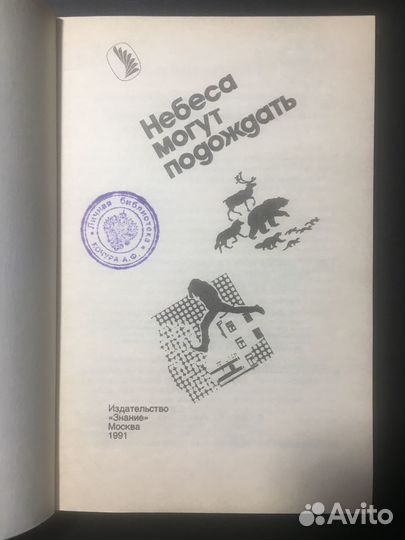 Небеса
могут
подождать
• Личная библиотека •
КОЧУРА А.Ф.
Издательство
«Знание»
Москва
1991
Avito